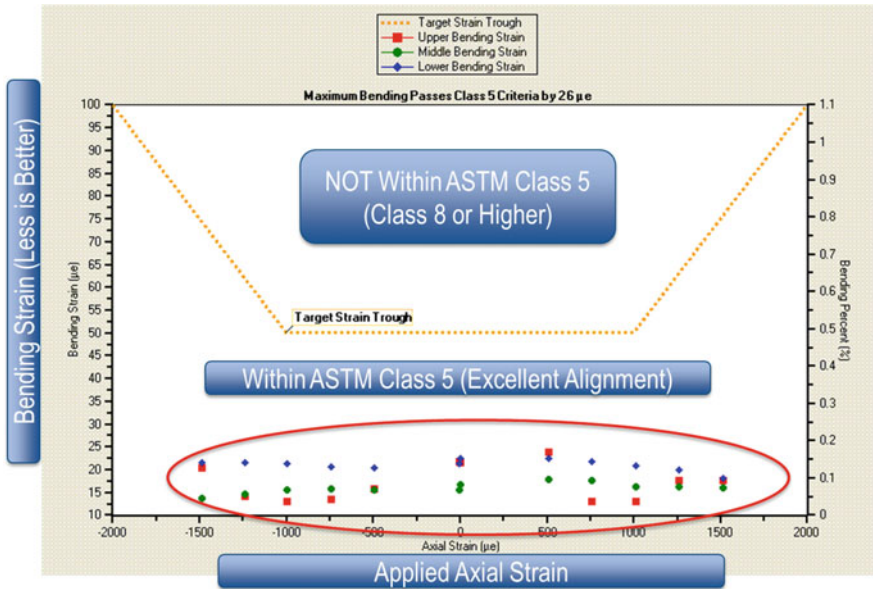 Target Strain Trough
Upper Bending Strain
Middle Bending Strain
Lower Bending Strain
Maximum Bending Passes Class 5 Criteria by 26 µe
Bending Strain (Less is Better)
Bending Strain (µe)
100
95
90
85
80
75
70
65
60
55
50
45
40
35
30
25
20
15
10
NOT Within ASTM Class 5
(Class 8 or Higher)
Target Strain Trough
Within ASTM Class 5 (Excellent Alignment)
1.1
1
0.9
0.8
0.7
0.6
0.5
0.4
0.3
0.2
0.1
0
Bending Percent (%)
-2000
-1500
-1000
-500
0
500
1000
1500
2000
Axial Strain (µe)
Applied Axial Strain